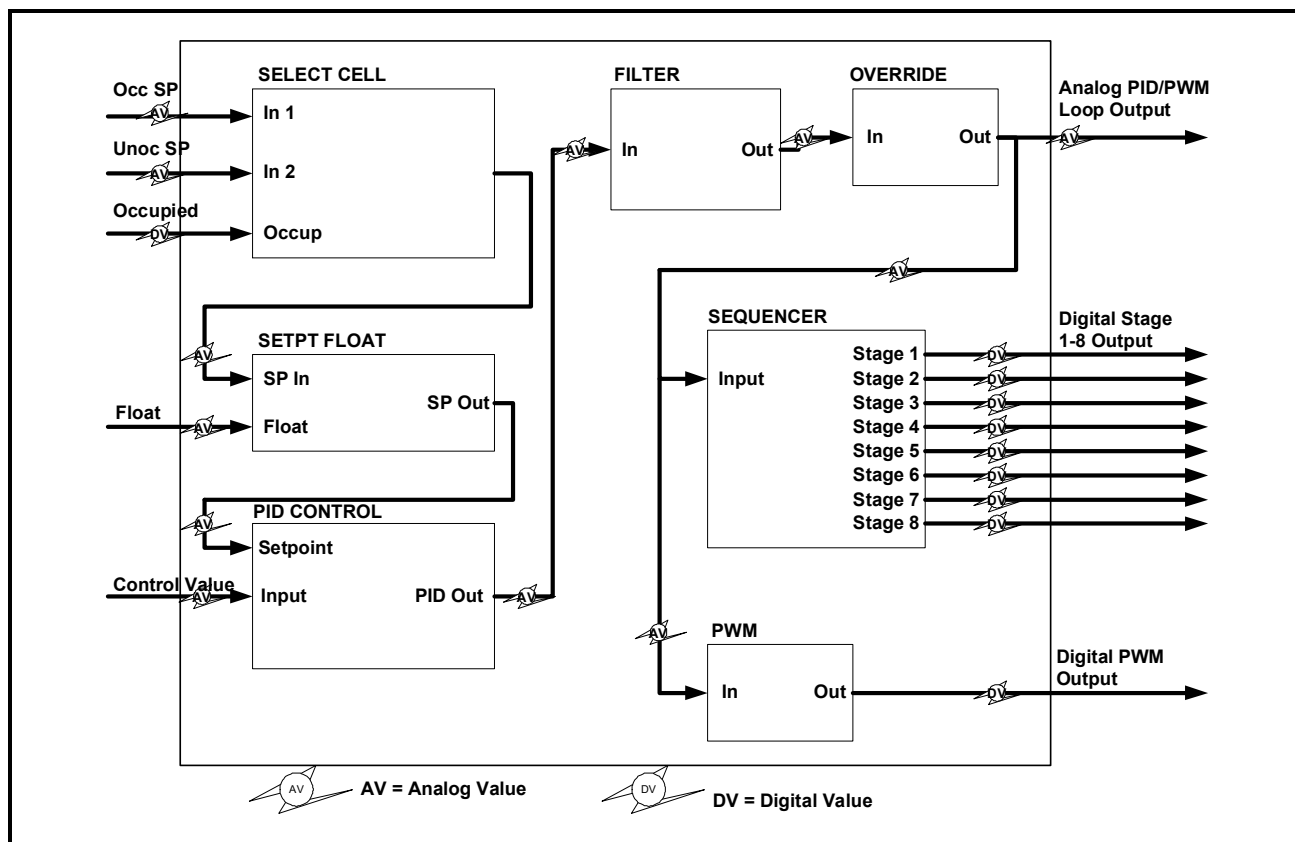 SELECT CELL
FILTER
OVERRIDE
Occ SP
AV
In 1
Unoc SP
AV
In 2
Occupied
DV
Occup
AV
In
Out
AV
In
Out
Analog PID/PWM
Loop Output
AV
AV
SETPT FLOAT
AV
SP In
SP Out
Float
AV
Float
SEQUENCER
Input
Stage 1
Stage 2
Stage 3
Stage 4
Stage 5
Stage 6
Stage 7
Stage 8
DV
DV
DV
DV
DV
DV
DV
DV
Digital Stage
1-8 Output
PID CONTROL
AV
Setpoint
Control Value
AV
Input
PID Out
AV
AV
PWM
In
Out
DV
Digital PWM
Output
AV
AV = Analog Value
DV
DV = Digital Value